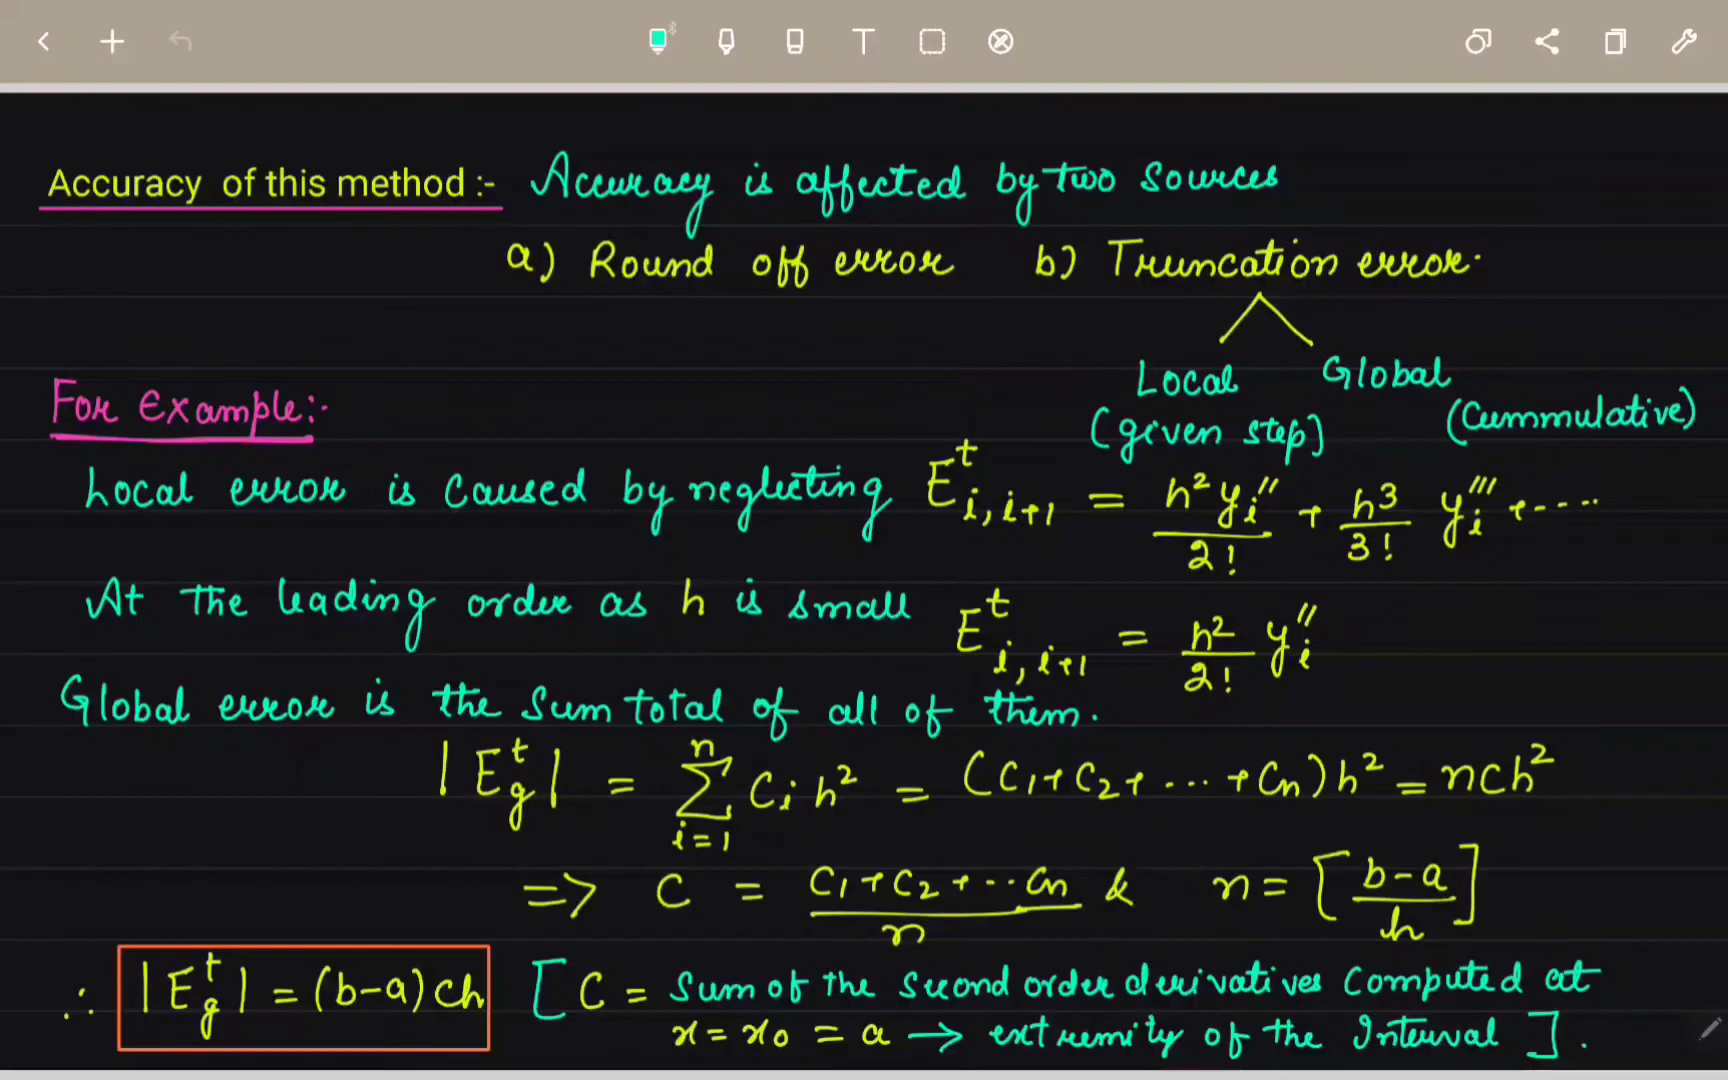 Accuracy of this method :- Accuracy is affected by two sources
a) Round off error b) Truncation error.
Local Global
(given step) (Cummulative)
For Example:-
Local error is caused by neglecting E^t_{i,i+1} = h²y_i''/2! + h³/3! y_i''' + ....
At the leading order as h is small E^t_{i,i+1} = h²/2! y_i''
Global error is the Sum total of all of them.
|E_g^t| = Σ_{i=1}^{n} C_i h² = (C₁+C₂+...+Cn)h² = nch²
=> C = C₁+C₂+..Cn/n & n = [b-a/h]
∴ |E_g^t| = (b-a)ch [C = Sum of the Second order derivatives Computed at
x = x₀ = a → extremity of the Interval ].